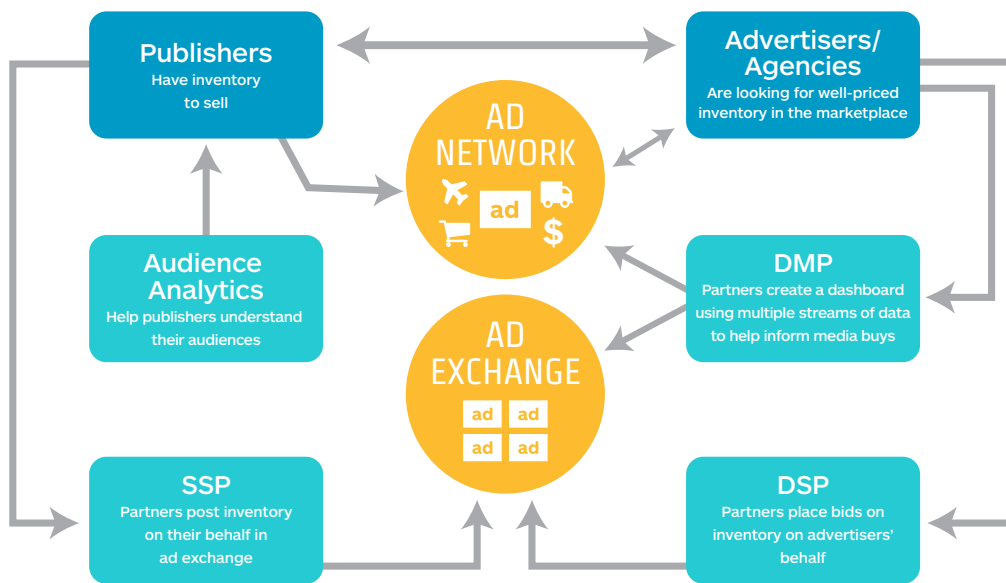 Publishers
Have inventory
to sell
Advertisers/
Agencies
Are looking for well-priced
inventory in the marketplace
AD
NETWORK
ad
$
Audience
Analytics
Help publishers understand
their audiences
DMP
Partners create a dashboard
using multiple streams of data
to help inform media buys
AD
EXCHANGE
ad
ad
ad
ad
SSP
Partners post inventory
on their behalf in
ad exchange
DSP
Partners place bids on
inventory on advertisers’
behalf